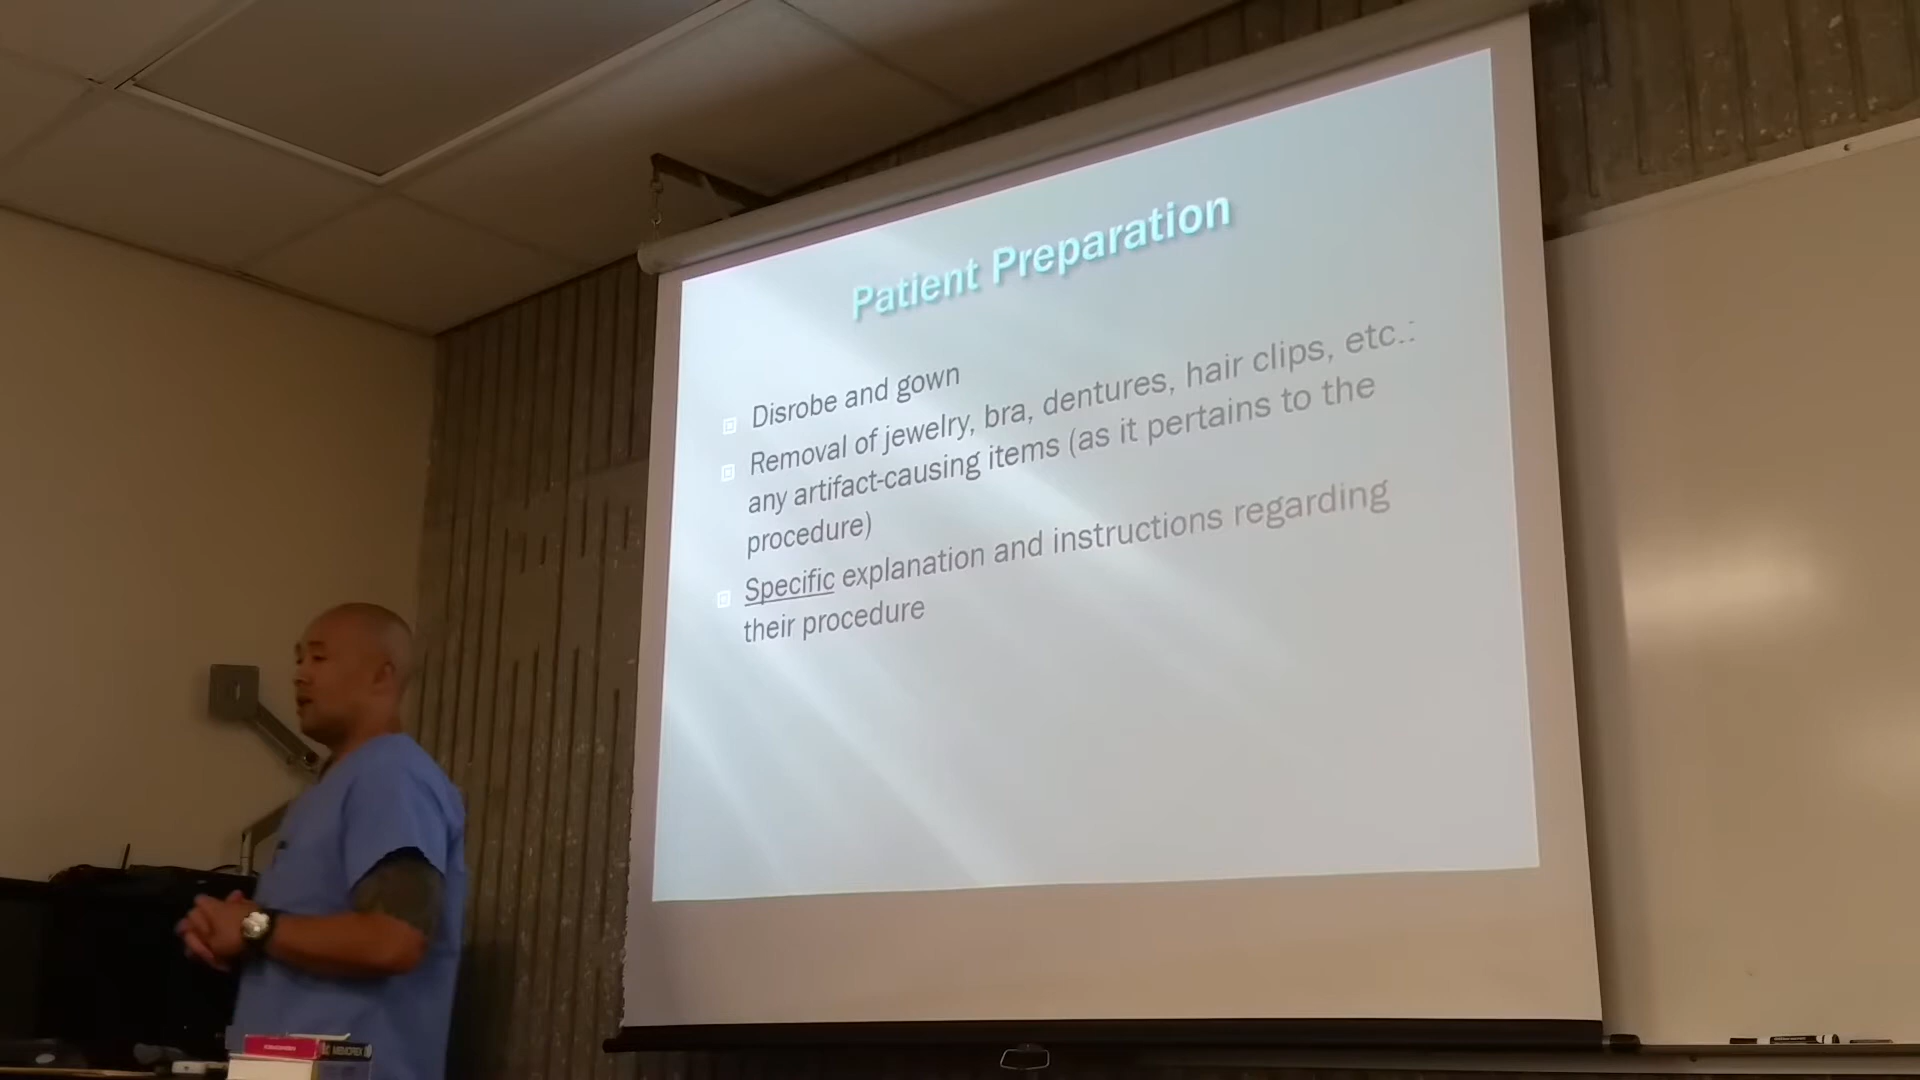 Patient Preparation
Disrobe and gown
Removal of jewelry, bra, dentures, hair clips, etc.:
any artifact-causing items (as it pertains to the
procedure)
Specific explanation and instructions regarding
their procedure
MEMOREX